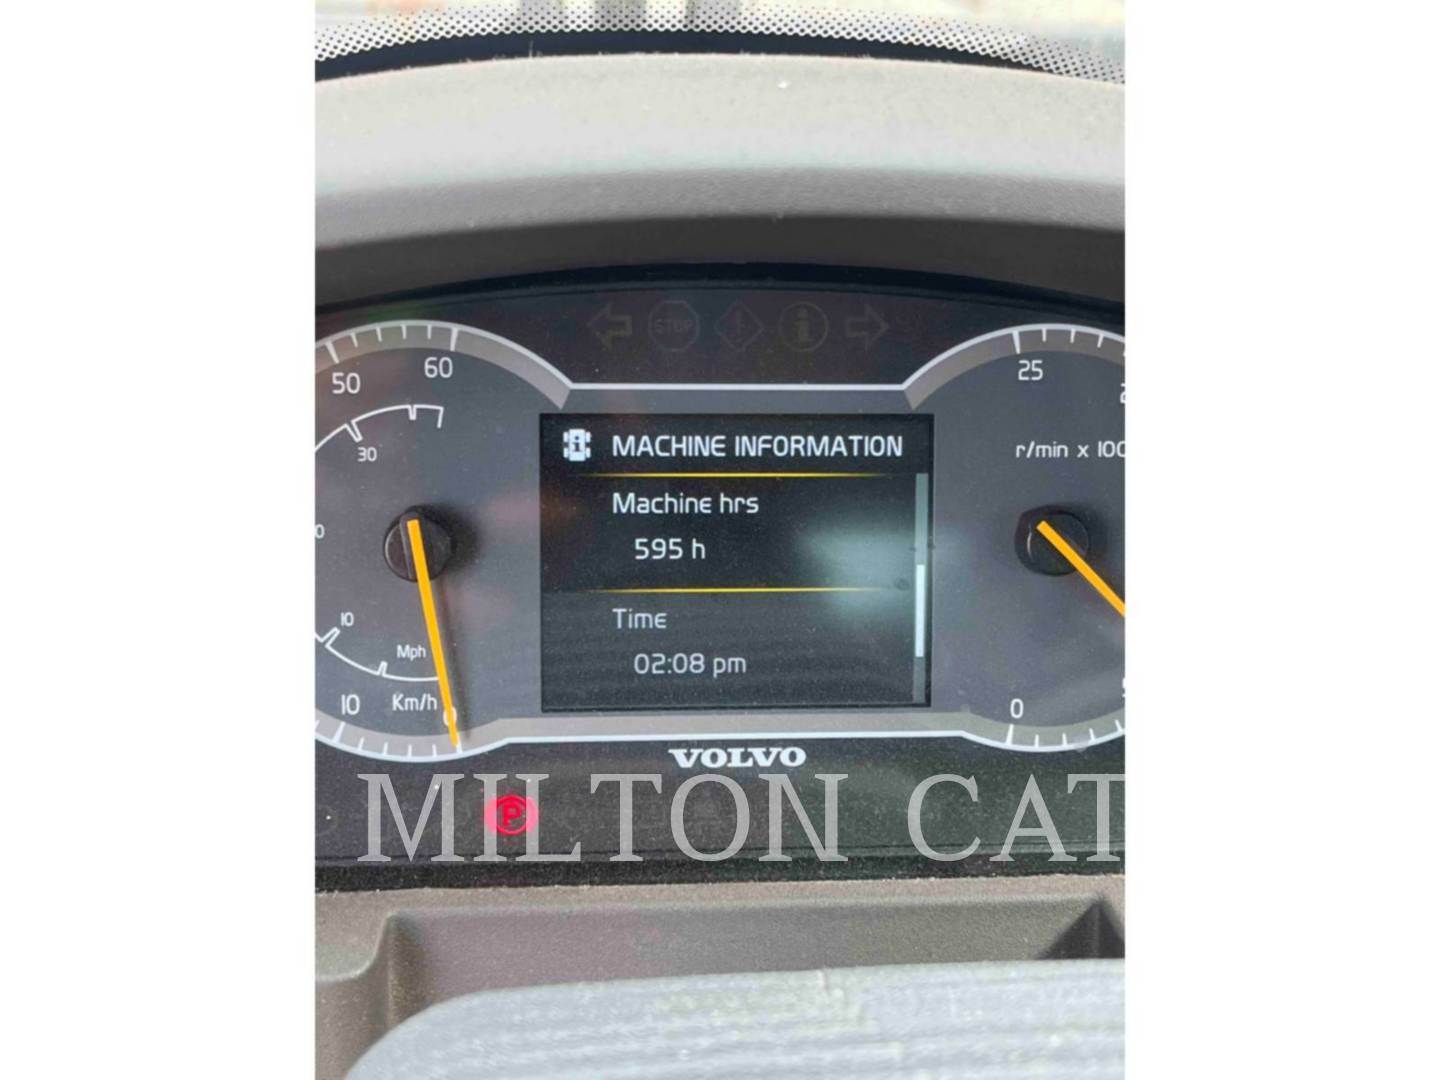 STOP
50 60
30
10
Mph
10 Km/h 0
MACHINE INFORMATION
Machine hrs
595 h
Time
02:08 pm
25
r/min x 100
0
VOLVO
P
MILTON CAT